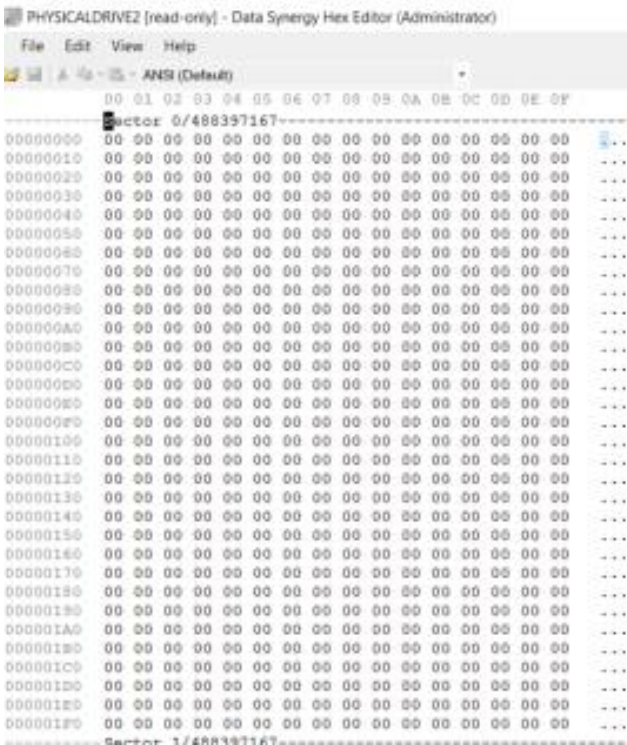 PHYSICALDRIVE2 [read-only] - Data Synergy Hex Editor (Administrator)
File Edit View Help
ANSI (Default)
00 01 02 03 04 05 06 07 08 09 0A 0B 0C 0D 0E 0F
Sector 0/488397167
00000000 00 00 00 00 00 00 00 00 00 00 00 00 00 00 00 00 ...
00000010 00 00 00 00 00 00 00 00 00 00 00 00 00 00 00 00 ...
00000020 00 00 00 00 00 00 00 00 00 00 00 00 00 00 00 00 ...
00000030 00 00 00 00 00 00 00 00 00 00 00 00 00 00 00 00 ...
00000040 00 00 00 00 00 00 00 00 00 00 00 00 00 00 00 00 ...
00000050 00 00 00 00 00 00 00 00 00 00 00 00 00 00 00 00 ...
00000060 00 00 00 00 00 00 00 00 00 00 00 00 00 00 00 00 ...
00000070 00 00 00 00 00 00 00 00 00 00 00 00 00 00 00 00 ...
00000080 00 00 00 00 00 00 00 00 00 00 00 00 00 00 00 00 ...
00000090 00 00 00 00 00 00 00 00 00 00 00 00 00 00 00 00 ...
000000A0 00 00 00 00 00 00 00 00 00 00 00 00 00 00 00 00 ...
000000B0 00 00 00 00 00 00 00 00 00 00 00 00 00 00 00 00 ...
000000C0 00 00 00 00 00 00 00 00 00 00 00 00 00 00 00 00 ...
000000D0 00 00 00 00 00 00 00 00 00 00 00 00 00 00 00 00 ...
000000E0 00 00 00 00 00 00 00 00 00 00 00 00 00 00 00 00 ...
000000F0 00 00 00 00 00 00 00 00 00 00 00 00 00 00 00 00 ...
00000100 00 00 00 00 00 00 00 00 00 00 00 00 00 00 00 00 ...
00000110 00 00 00 00 00 00 00 00 00 00 00 00 00 00 00 00 ...
00000120 00 00 00 00 00 00 00 00 00 00 00 00 00 00 00 00 ...
00000130 00 00 00 00 00 00 00 00 00 00 00 00 00 00 00 00 ...
00000140 00 00 00 00 00 00 00 00 00 00 00 00 00 00 00 00 ...
00000150 00 00 00 00 00 00 00 00 00 00 00 00 00 00 00 00 ...
00000160 00 00 00 00 00 00 00 00 00 00 00 00 00 00 00 00 ...
00000170 00 00 00 00 00 00 00 00 00 00 00 00 00 00 00 00 ...
00000180 00 00 00 00 00 00 00 00 00 00 00 00 00 00 00 00 ...
00000190 00 00 00 00 00 00 00 00 00 00 00 00 00 00 00 00 ...
000001A0 00 00 00 00 00 00 00 00 00 00 00 00 00 00 00 00 ...
000001B0 00 00 00 00 00 00 00 00 00 00 00 00 00 00 00 00 ...
000001C0 00 00 00 00 00 00 00 00 00 00 00 00 00 00 00 00 ...
000001D0 00 00 00 00 00 00 00 00 00 00 00 00 00 00 00 00 ...
000001E0 00 00 00 00 00 00 00 00 00 00 00 00 00 00 00 00 ...
000001F0 00 00 00 00 00 00 00 00 00 00 00 00 00 00 00 00 ...
Sector 1/488397167